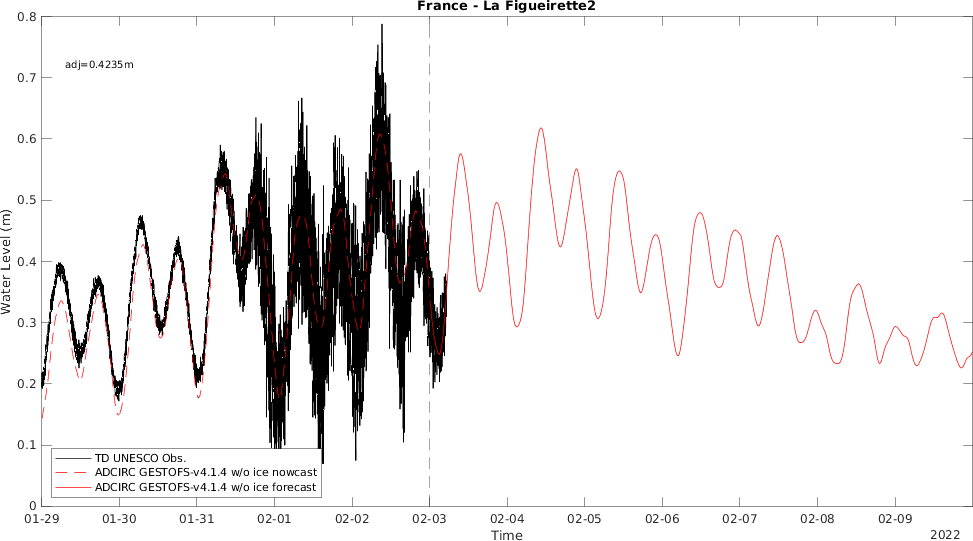 France - La Figueirette2
adj=0.4235m
Water Level (m)
0.8
0.7
0.6
0.5
0.4
0.3
0.2
0.1
0
TD UNESCO Obs.
ADCIRC GESTOFS-v4.1.4 w/o ice nowcast
ADCIRC GESTOFS-v4.1.4 w/o ice forecast
01-29 01-30 01-31 02-01 02-02 02-03 02-04 02-05 02-06 02-07 02-08 02-09
Time
2022